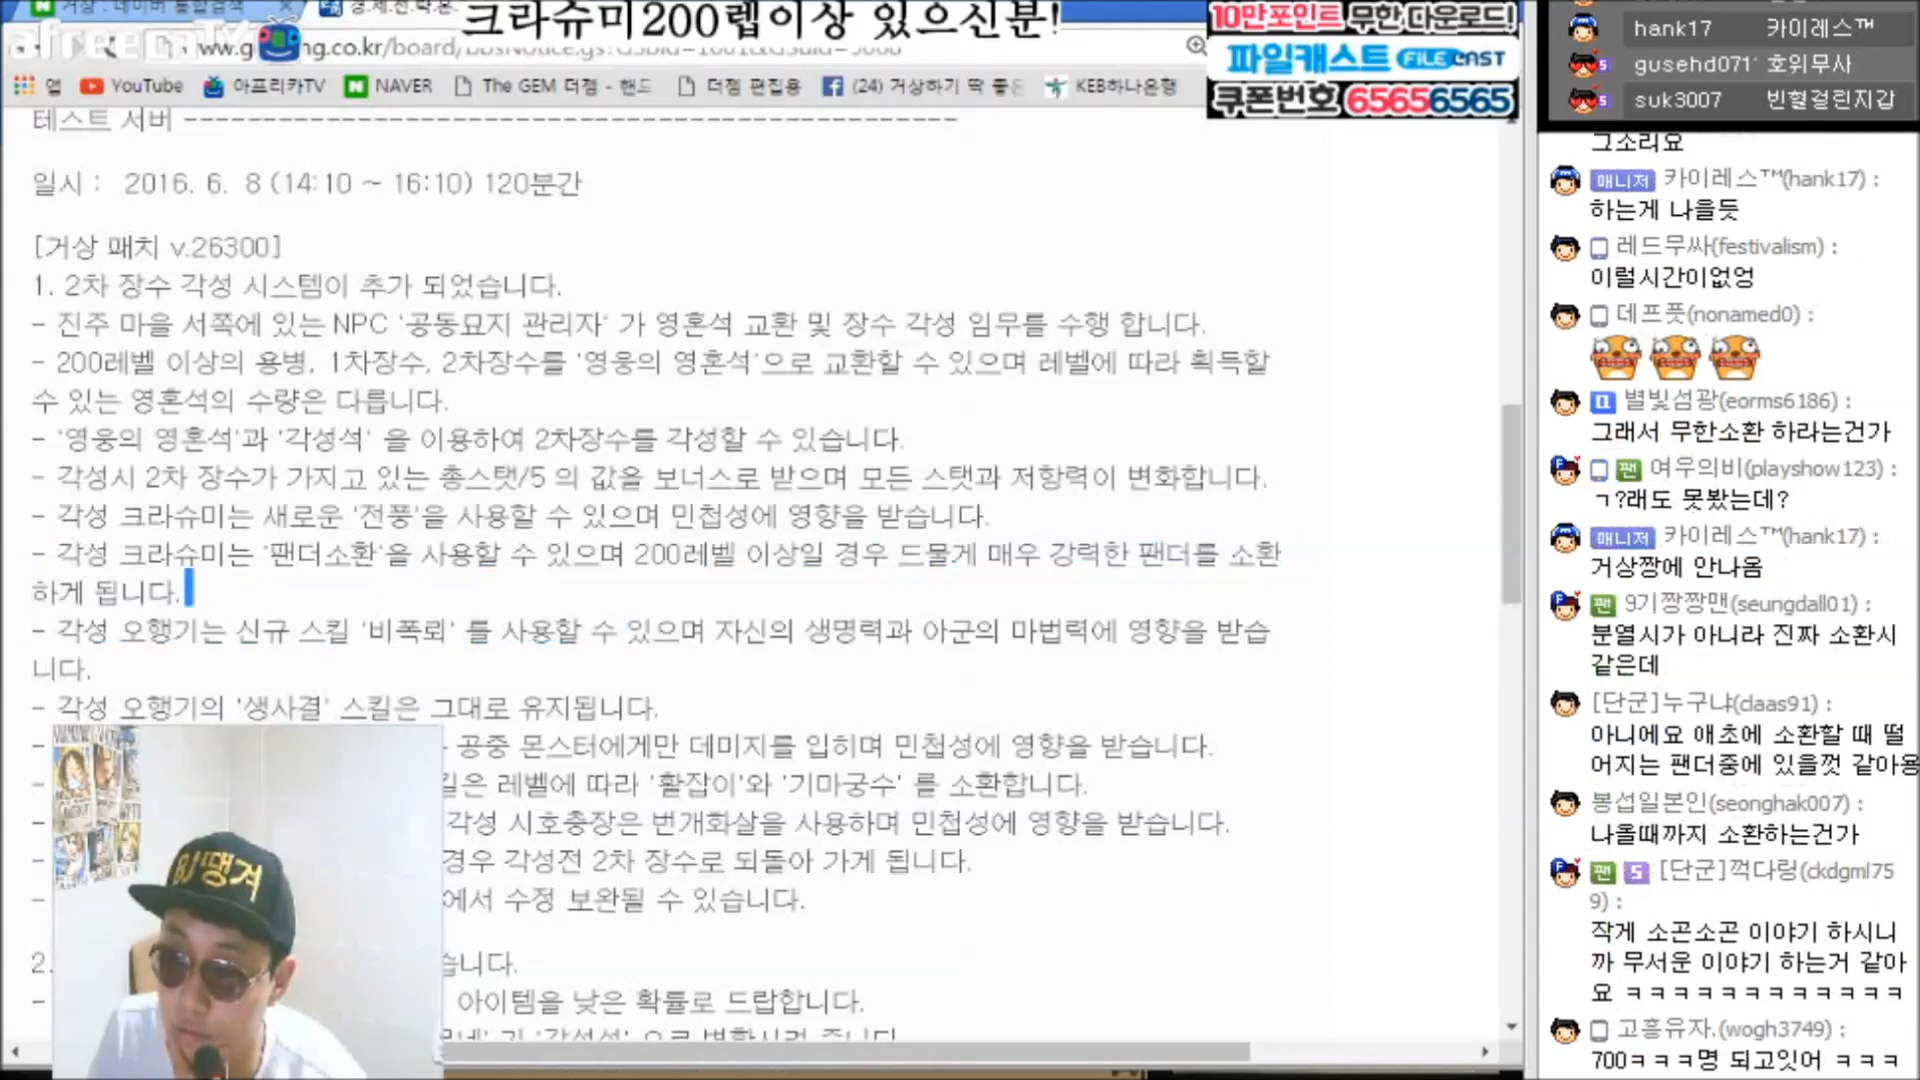 크라슈미200렙이상 있으신분!
10만포인트 무한 다운로드!
파일캐스트 FILECAST
쿠폰번호 65656565
afreecaTV
앱 YouTube 아프리카TV NAVER The GEM 더젬 - 핸드 더젬 편집용 (24) 거상하기 딱 좋은 KEB하나은행
테스트 서버 --------------------------------------------------
일시 : 2016. 6. 8 (14:10 ~ 16:10) 120분간
[거상 패치 v.26300]
1. 2차 장수 각성 시스템이 추가 되었습니다.
- 진주 마을 서쪽에 있는 NPC '공동묘지 관리자' 가 영혼석 교환 및 장수 각성 임무를 수행 합니다.
- 200레벨 이상의 용병, 1차장수, 2차장수를 '영웅의 영혼석'으로 교환할 수 있으며 레벨에 따라 획득할
수 있는 영혼석의 수량은 다릅니다.
- '영웅의 영혼석'과 '각성석' 을 이용하여 2차장수를 각성할 수 있습니다.
- 각성시 2차 장수가 가지고 있는 총스탯/5 의 값을 보너스로 받으며 모든 스탯과 저항력이 변화합니다.
- 각성 크라슈미는 새로운 '전풍'을 사용할 수 있으며 민첩성에 영향을 받습니다.
- 각성 크라슈미는 '팬더소환'을 사용할 수 있으며 200레벨 이상일 경우 드물게 매우 강력한 팬더를 소환
하게 됩니다.
- 각성 오행기는 신규 스킬 '비폭뢰' 를 사용할 수 있으며 자신의 생명력과 아군의 마법력에 영향을 받습
니다.
- 각성 오행기의 '생사결' 스킬은 그대로 유지됩니다.
- 공중 몬스터에게만 데미지를 입히며 민첩성에 영향을 받습니다.
- 킬은 레벨에 따라 '활잡이'와 '기마궁수' 를 소환합니다.
- 각성 시호충장은 번개화살을 사용하며 민첩성에 영향을 받습니다.
- 경우 각성전 2차 장수로 되돌아 가게 됩니다.
- 에서 수정 보완될 수 있습니다.
2. 습니다.
- 아이템을 낮은 확률로 드랍합니다.
BJ땡겨
hank17 카이레스™
gusehd071 호위무사
suk3007 빈혈걸린지갑
그소리요
매니저 카이레스™(hank17) :
하는게 나을듯
레드무싸(festivalism) :
이럴시간이없엉
데프풋(nonamed0) :
별빛섬광(eorms6186) :
그래서 무한소환 하라는건가
팬 여우의비(playshow123) :
ㄱ?래도 못봤는데?
매니저 카이레스™(hank17) :
거상짱에 안나옴
팬 9기짱짱맨(seungdall01) :
분열시가 아니라 진짜 소환시
같은데
[단군]누구냐(claas91) :
아니에요 애초에 소환할 때 떨
어지는 팬더중에 있을껏 같아용
봉섭일본인(seonghak007) :
나올때까지 소환하는건가
팬 S [단군]꺽다령(ckdgml75
9) :
작게 소곤소곤 이야기 하시니
까 무서운 이야기 하는거 같아
요 ㅋㅋㅋㅋㅋㅋㅋㅋㅋㅋㅋㅋ
고흥유자.(wogh3749) :
700ㅋㅋㅋ명 되고잇어 ㅋㅋㅋ